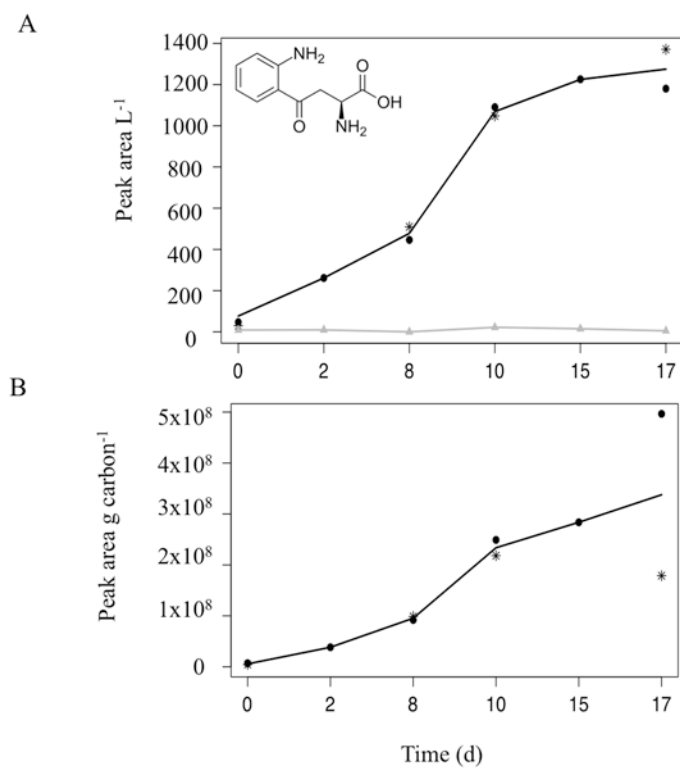 A
1400
1200
1000
800
600
400
200
0
Peak area L⁻¹
NH₂
O
OH
O
NH₂
0 2 8 10 15 17
B
5x10⁸
4x10⁸
3x10⁸
2x10⁸
1x10⁸
0
Peak area g carbon⁻¹
0 2 8 10 15 17
Time (d)